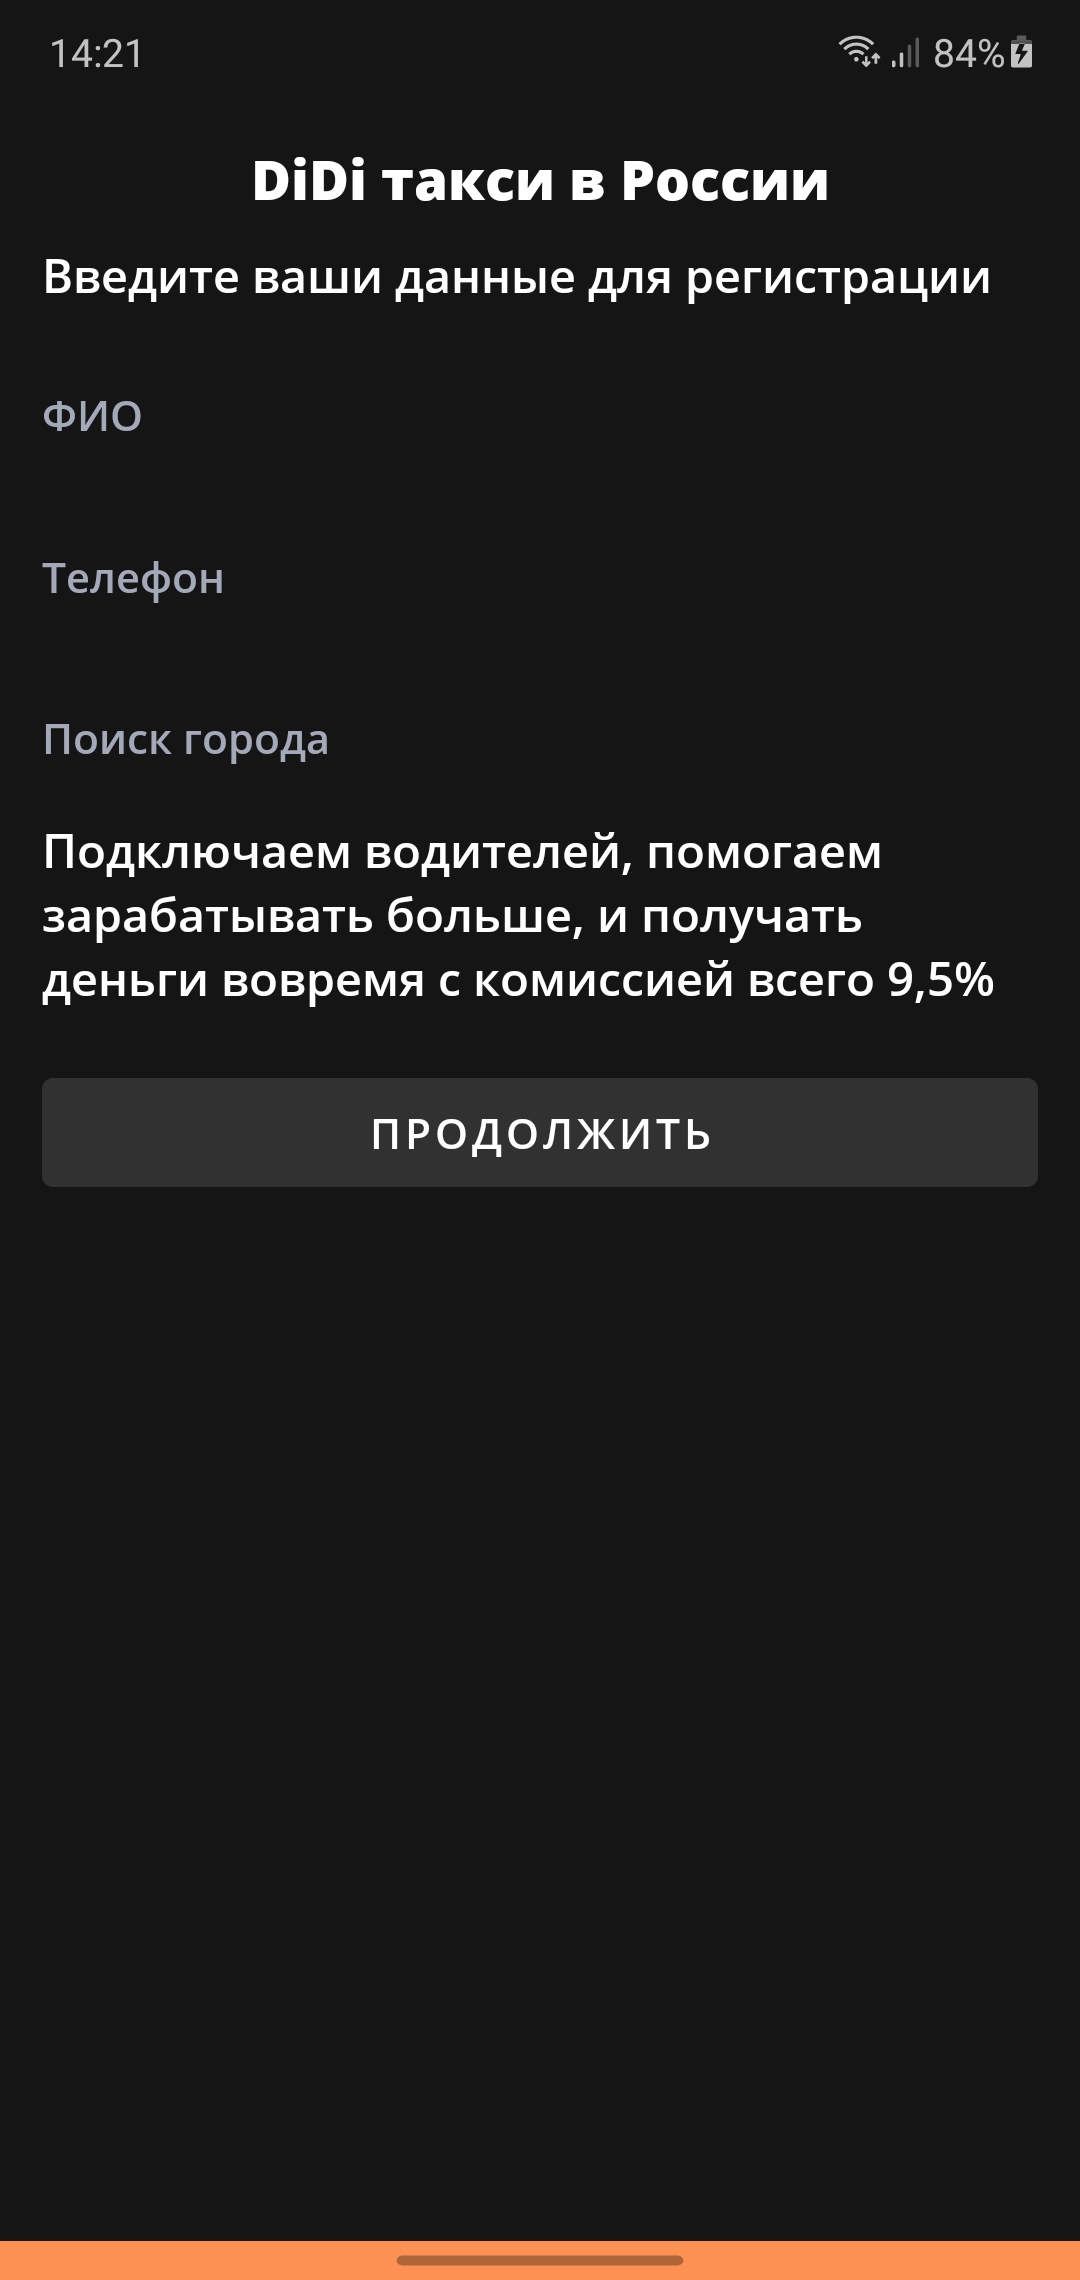 14:21
84%
DiDi такси в России
Введите ваши данные для регистрации
ФИО
Телефон
Поиск города
Подключаем водителей, помогаем
зарабатывать больше, и получать
деньги вовремя с комиссией всего 9,5%
ПРОДОЛЖИТЬ